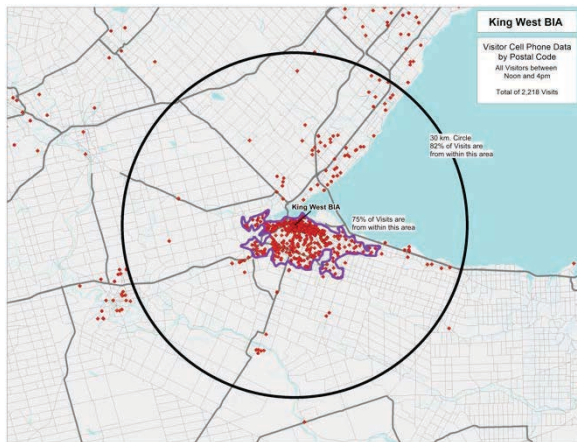 King West BIA
Visitor Cell Phone Data
by Postal Code
All Visitors between
Noon and 4pm
Total of 2,218 Visits
30 km. Circle
82% of Visits are
from within this area
King West BIA
75% of Visits are
from within this area